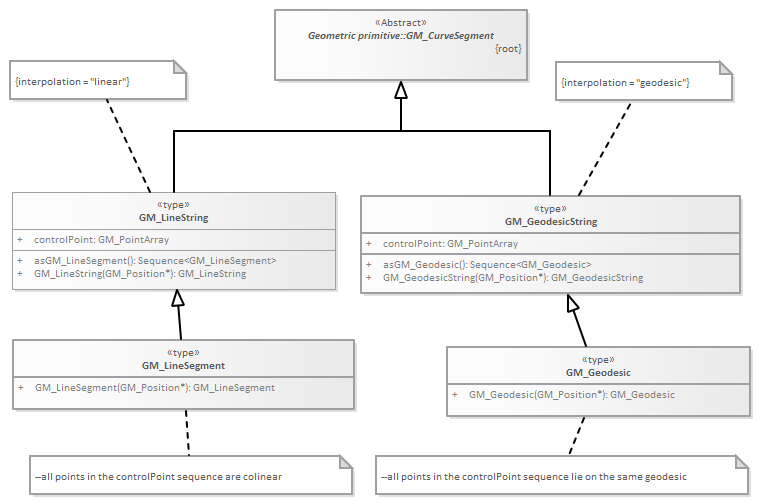 «Abstract»
Geometric primitive::GM_CurveSegment
{root}
{interpolation = "linear"}
{interpolation = "geodesic"}
«type»
GM_LineString
+ controlPoint: GM_PointArray
+ asGM_LineSegment(): Sequence<GM_LineSegment>
+ GM_LineString(GM_Position*): GM_LineString
«type»
GM_GeodesicString
+ controlPoint: GM_PointArray
+ asGM_Geodesic(): Sequence<GM_Geodesic>
+ GM_GeodesicString(GM_Position*): GM_GeodesicString
«type»
GM_LineSegment
+ GM_LineSegment(GM_Position*): GM_LineSegment
«type»
GM_Geodesic
+ GM_Geodesic(GM_Position*): GM_Geodesic
--all points in the controlPoint sequence are colinear
--all points in the controlPoint sequence lie on the same geodesic